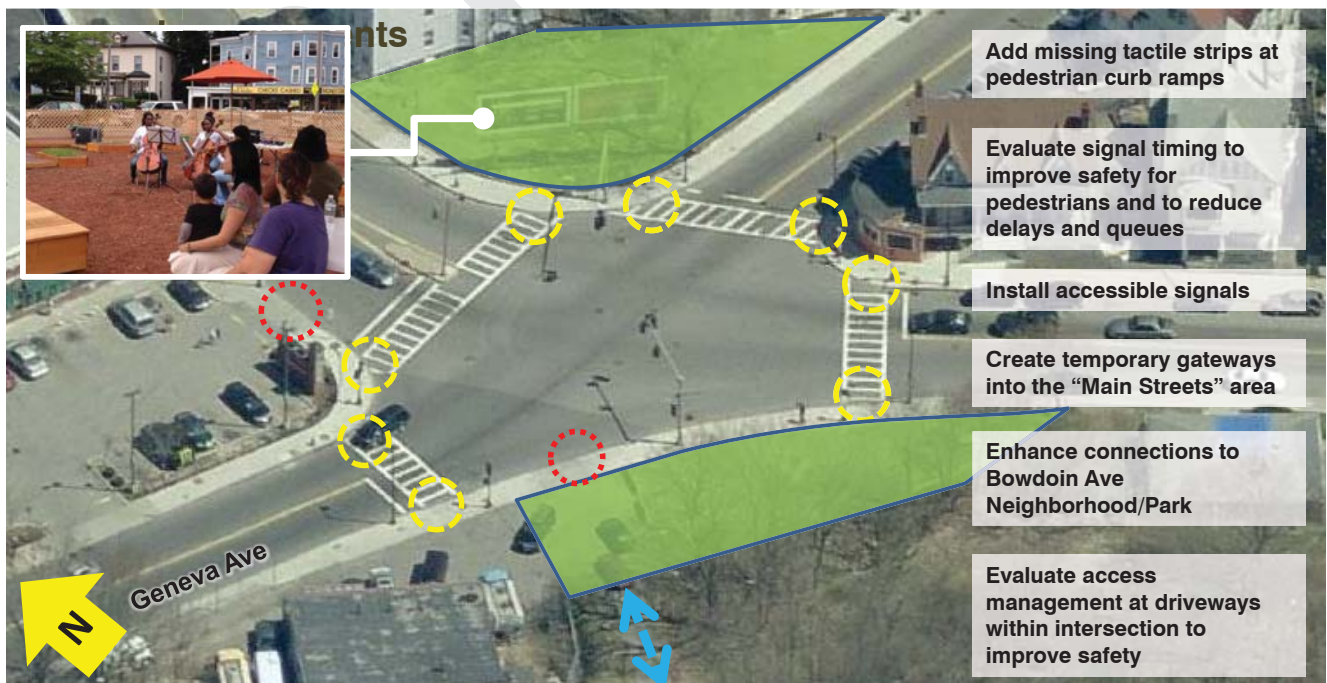 nts
Add missing tactile strips at
pedestrian curb ramps
Evaluate signal timing to
improve safety for
pedestrians and to reduce
delays and queues
Install accessible signals
Create temporary gateways
into the “Main Streets” area
Enhance connections to
Bowdoin Ave
Neighborhood/Park
Evaluate access
management at driveways
within intersection to
improve safety
Geneva Ave
N